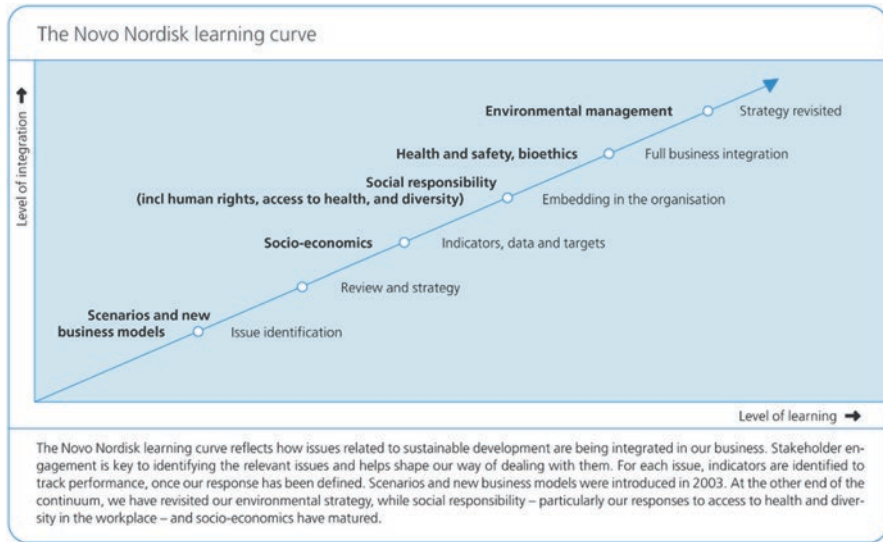 The Novo Nordisk learning curve
Level of integration →
Environmental management
Strategy revisited
Health and safety, bioethics
Full business integration
Social responsibility
(incl human rights, access to health, and diversity)
Embedding in the organisation
Socio-economics
Indicators, data and targets
Review and strategy
Scenarios and new
business models
Issue identification
Level of learning →
The Novo Nordisk learning curve reflects how issues related to sustainable development are being integrated in our business. Stakeholder en-
gagement is key to identifying the relevant issues and helps shape our way of dealing with them. For each issue, indicators are identified to
track performance, once our response has been defined. Scenarios and new business models were introduced in 2003. At the other end of the
continuum, we have revisited our environmental strategy, while social responsibility – particularly our responses to access to health and diver-
sity in the workplace – and socio-economics have matured.